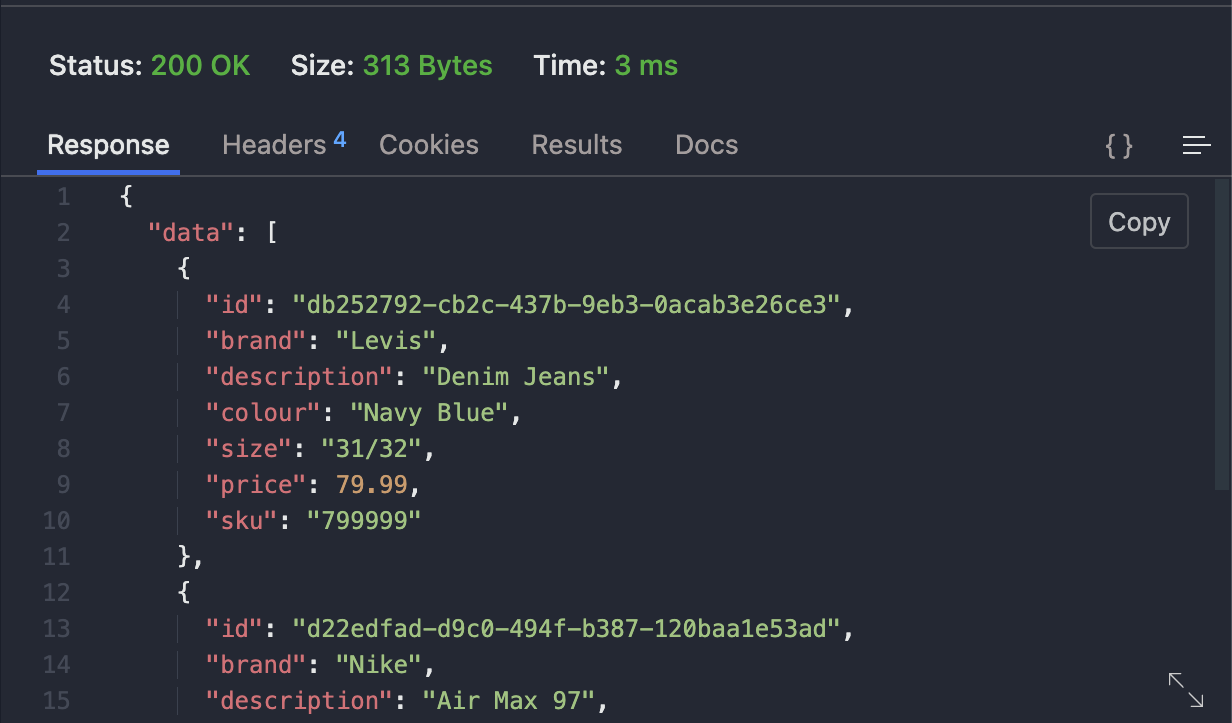 Status: 200 OK Size: 313 Bytes Time: 3 ms
Response Headers 4 Cookies Results Docs { }
Copy
1 {
2 "data": [
3 {
4 "id": "db252792-cb2c-437b-9eb3-0acab3e26ce3",
5 "brand": "Levis",
6 "description": "Denim Jeans",
7 "colour": "Navy Blue",
8 "size": "31/32",
9 "price": 79.99,
10 "sku": "799999"
11 },
12 {
13 "id": "d22edfad-d9c0-494f-b387-120baa1e53ad",
14 "brand": "Nike",
15 "description": "Air Max 97",